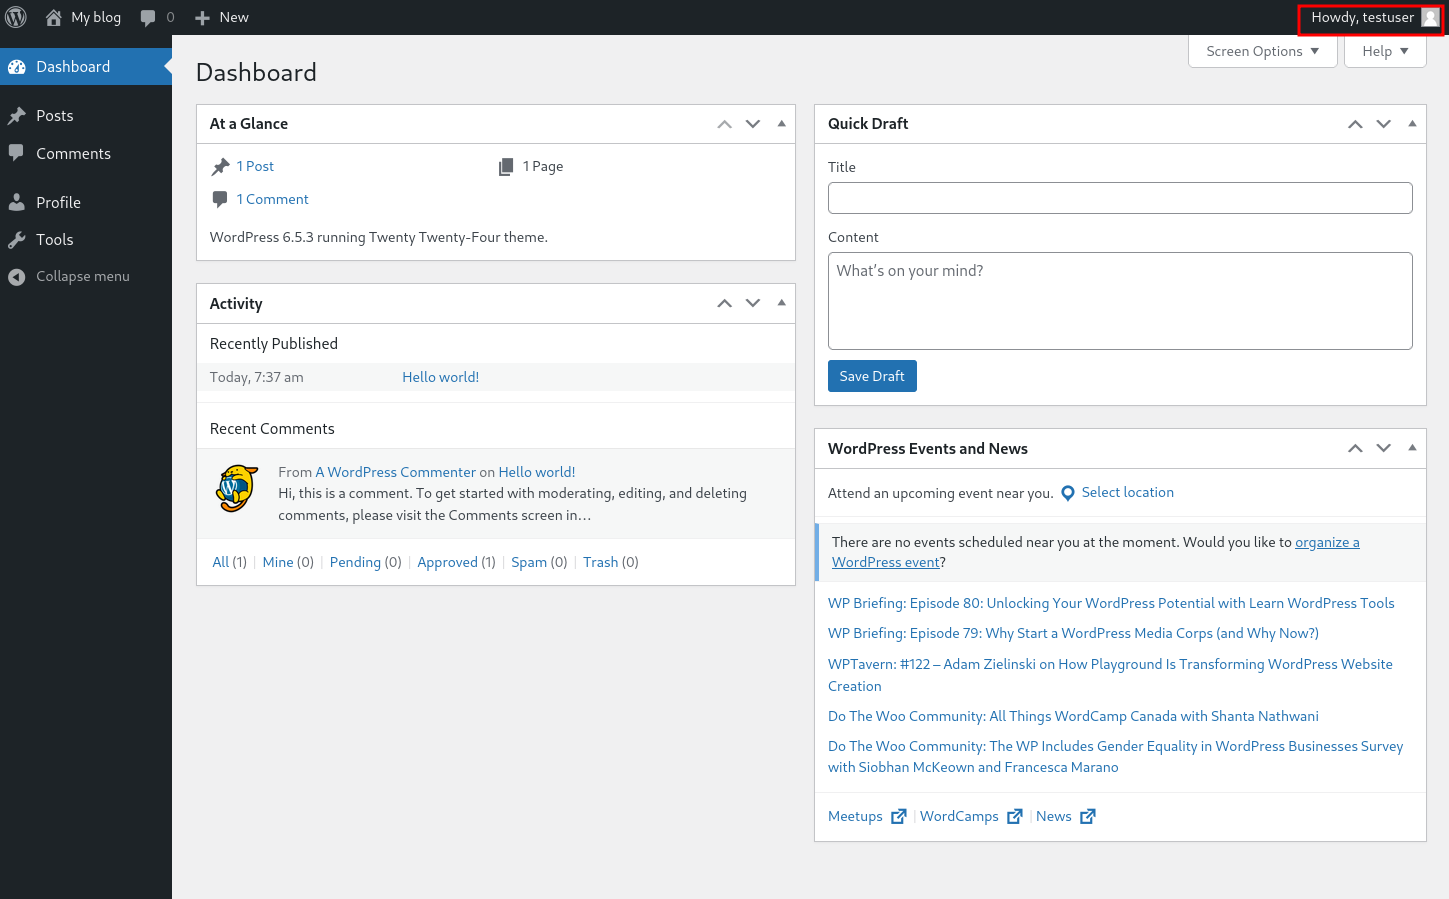 My blog 0 New Howdy, testuser
Screen Options Help
Dashboard
Posts
Comments
Profile
Tools
Collapse menu
Dashboard
At a Glance
1 Post 1 Page
1 Comment
WordPress 6.5.3 running Twenty Twenty-Four theme.
Activity
Recently Published
Today, 7:37 am Hello world!
Recent Comments
From A WordPress Commenter on Hello world!
Hi, this is a comment. To get started with moderating, editing, and deleting
comments, please visit the Comments screen in…
All (1) | Mine (0) | Pending (0) | Approved (1) | Spam (0) | Trash (0)
Quick Draft
Title
Content
What's on your mind?
Save Draft
WordPress Events and News
Attend an upcoming event near you. Select location
There are no events scheduled near you at the moment. Would you like to organize a
WordPress event?
WP Briefing: Episode 80: Unlocking Your WordPress Potential with Learn WordPress Tools
WP Briefing: Episode 79: Why Start a WordPress Media Corps (and Why Now?)
WPTavern: #122 – Adam Zielinski on How Playground Is Transforming WordPress Website
Creation
Do The Woo Community: All Things WordCamp Canada with Shanta Nathwani
Do The Woo Community: The WP Includes Gender Equality in WordPress Businesses Survey
with Siobhan McKeown and Francesca Marano
Meetups | WordCamps | News